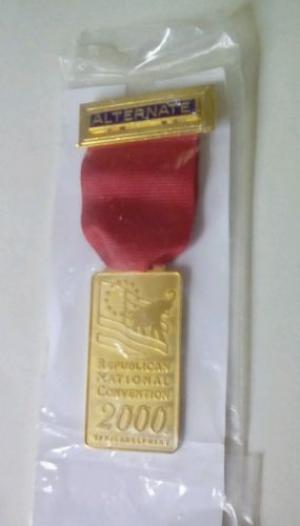 ALTERNATE
REPUBLICAN
NATIONAL
CONVENTION
2000
PHILADELPHIA